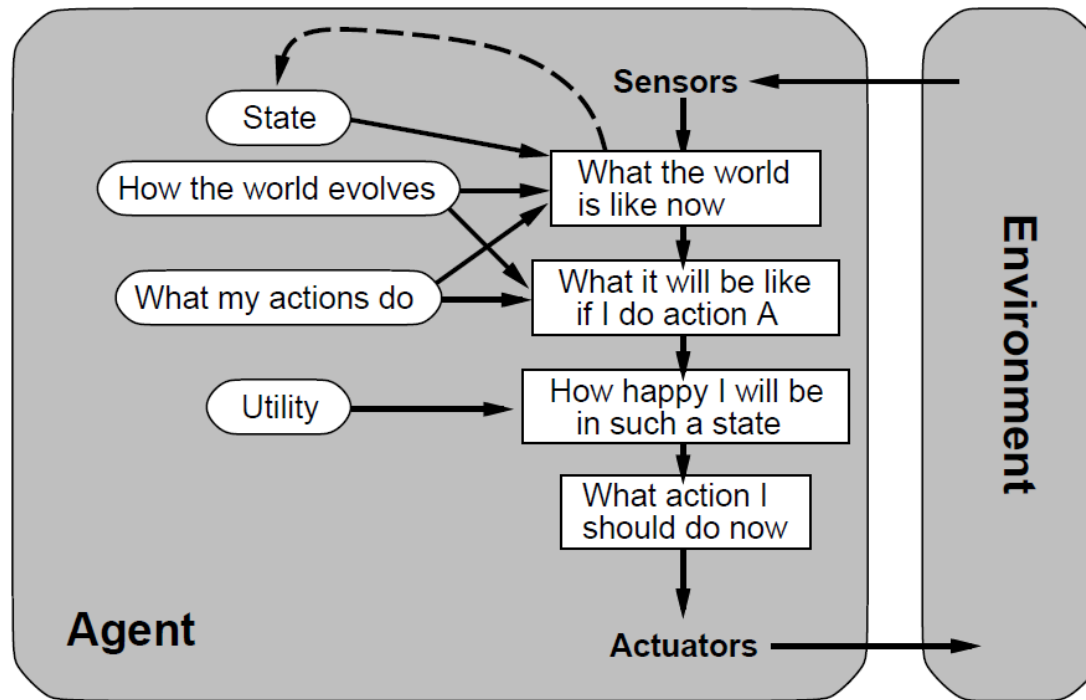 Sensors
State
What the world
is like now
How the world evolves
What my actions do
What it will be like
if I do action A
Utility
How happy I will be
in such a state
What action I
should do now
Agent
Actuators
Environment